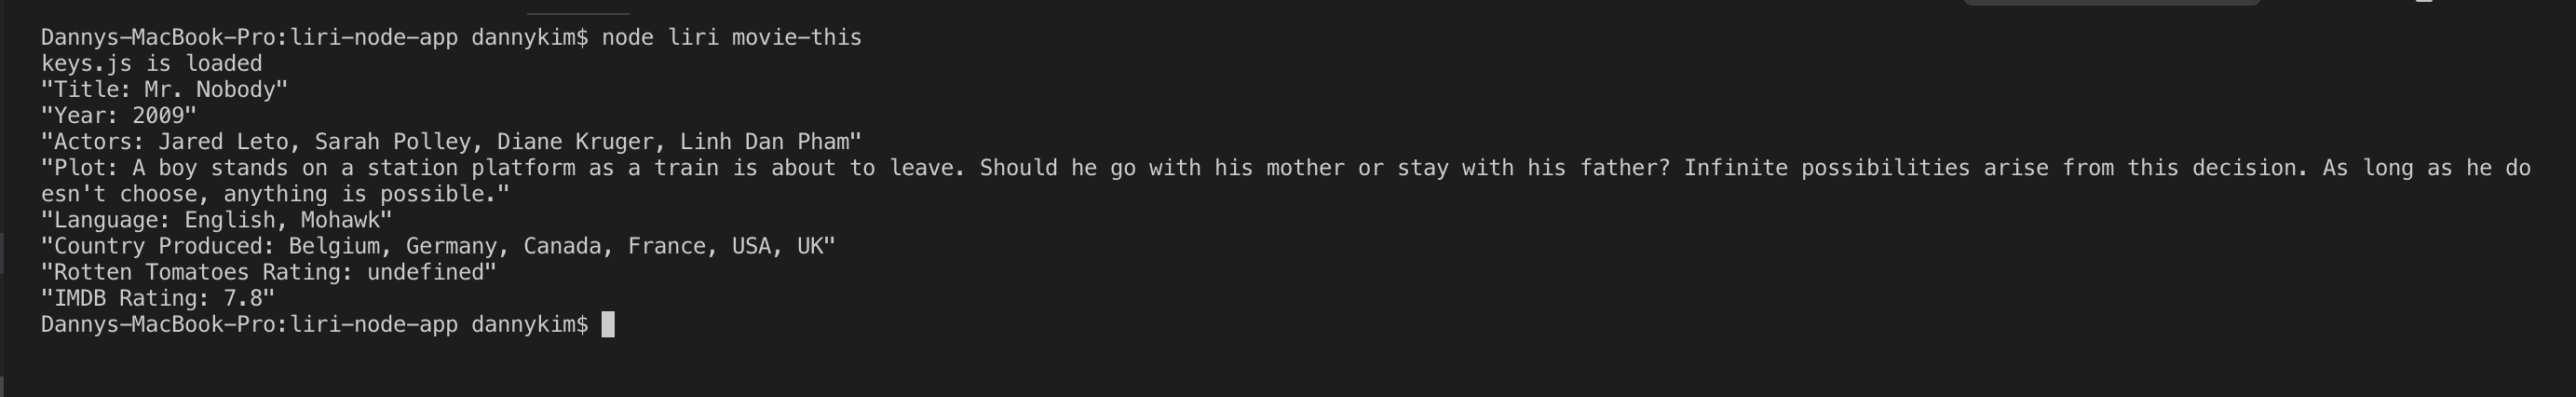 Dannys-MacBook-Pro:liri-node-app dannykim$ node liri movie-this
keys.js is loaded
"Title: Mr. Nobody"
"Year: 2009"
"Actors: Jared Leto, Sarah Polley, Diane Kruger, Linh Dan Pham"
"Plot: A boy stands on a station platform as a train is about to leave. Should he go with his mother or stay with his father? Infinite possibilities arise from this decision. As long as he do
esn't choose, anything is possible."
"Language: English, Mohawk"
"Country Produced: Belgium, Germany, Canada, France, USA, UK"
"Rotten Tomatoes Rating: undefined"
"IMDB Rating: 7.8"
Dannys-MacBook-Pro:liri-node-app dannykim$